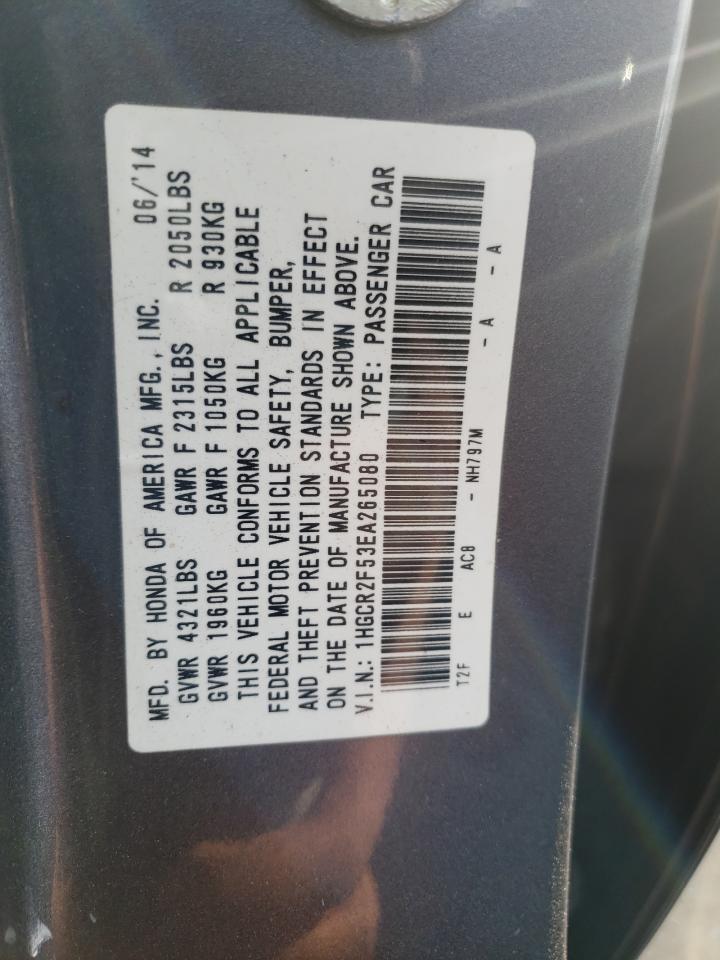 MFD. BY HONDA OF AMERICA MFG., INC. 06/'14
GVWR 4321LBS GAWR F 2315LBS R 2050LBS
GVWR 1960KG GAWR F 1050KG R 930KG
THIS VEHICLE CONFORMS TO ALL APPLICABLE
FEDERAL MOTOR VEHICLE SAFETY, BUMPER,
AND THEFT PREVENTION STANDARDS IN EFFECT
ON THE DATE OF MANUFACTURE SHOWN ABOVE.
V.I.N.: 1HGCR2F53EA265080 TYPE: PASSENGER CAR
T2F E AC8 - NH797M - A - A